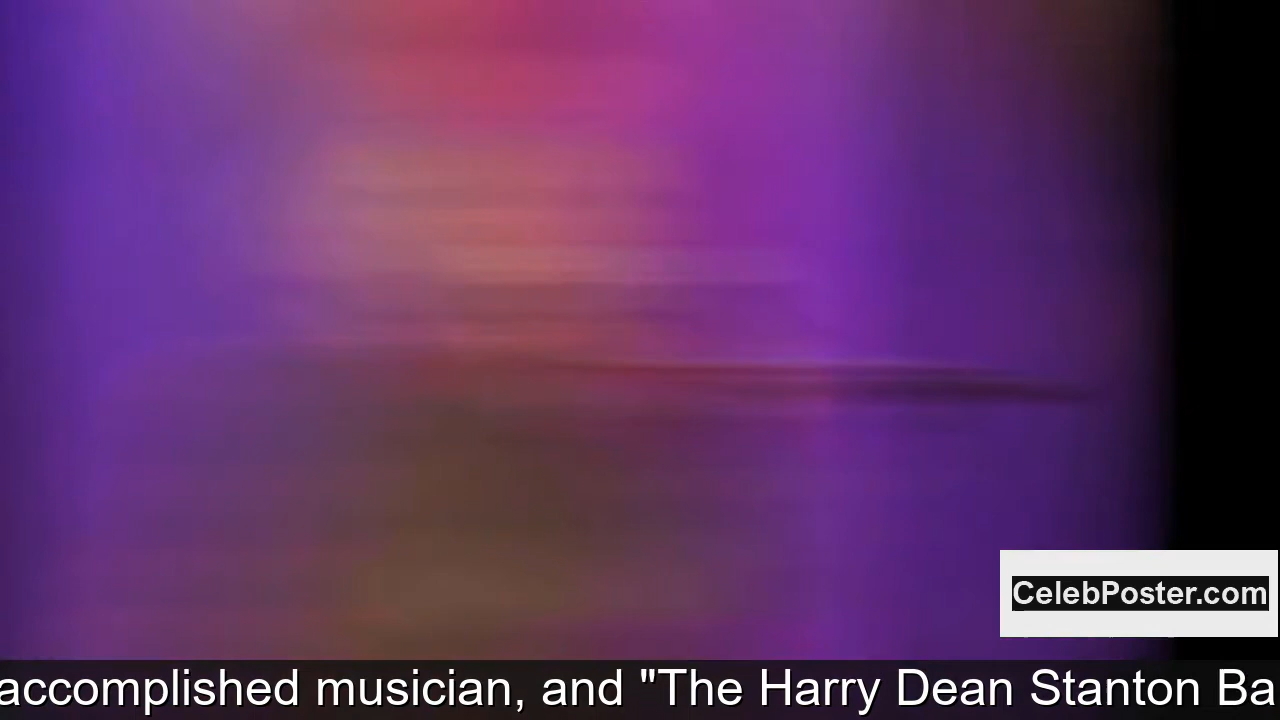 CelebPoster.com
accomplished musician, and "The Harry Dean Stanton Ba